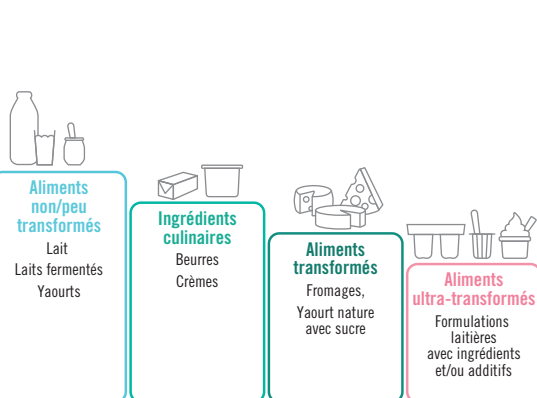 Aliments
non/peu
transformés
Lait
Laits fermentés
Yaourts
Ingrédients
culinaires
Beurres
Crèmes
Aliments
transformés
Fromages,
Yaourt nature
avec sucre
Aliments
ultra-transformés
Formulations
laitières
avec ingrédients
et/ou additifs